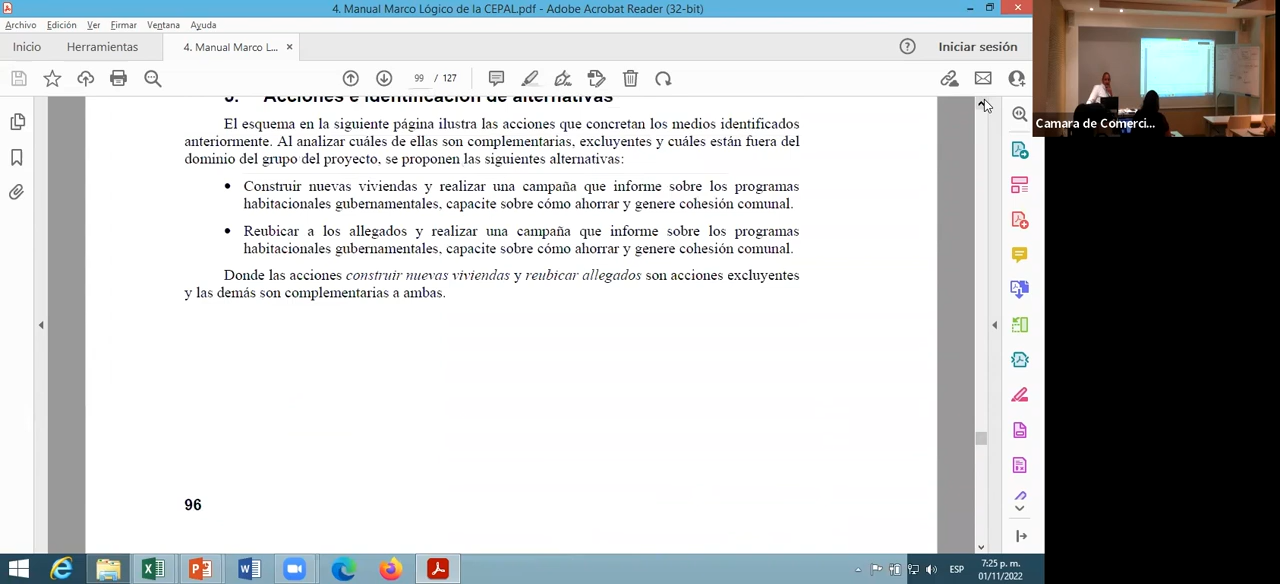 4. Manual Marco Lógico de la CEPAL.pdf - Adobe Acrobat Reader (32-bit)
Archivo Edición Ver Firmar Ventana Ayuda
Inicio Herramientas 4. Manual Marco L... × Iniciar sesión
99 / 127
Camara de Comerci...
Acciones e identificación de alternativas
El esquema en la siguiente página ilustra las acciones que concretan los medios identificados
anteriormente. Al analizar cuáles de ellas son complementarias, excluyentes y cuáles están fuera del
dominio del grupo del proyecto, se proponen las siguientes alternativas:
• Construir nuevas viviendas y realizar una campaña que informe sobre los programas
habitacionales gubernamentales, capacite sobre cómo ahorrar y genere cohesión comunal.
• Reubicar a los allegados y realizar una campaña que informe sobre los programas
habitacionales gubernamentales, capacite sobre cómo ahorrar y genere cohesión comunal.
Donde las acciones construir nuevas viviendas y reubicar allegados son acciones excluyentes
y las demás son complementarias a ambas.
96
ESP
7:25 p. m.
01/11/2022